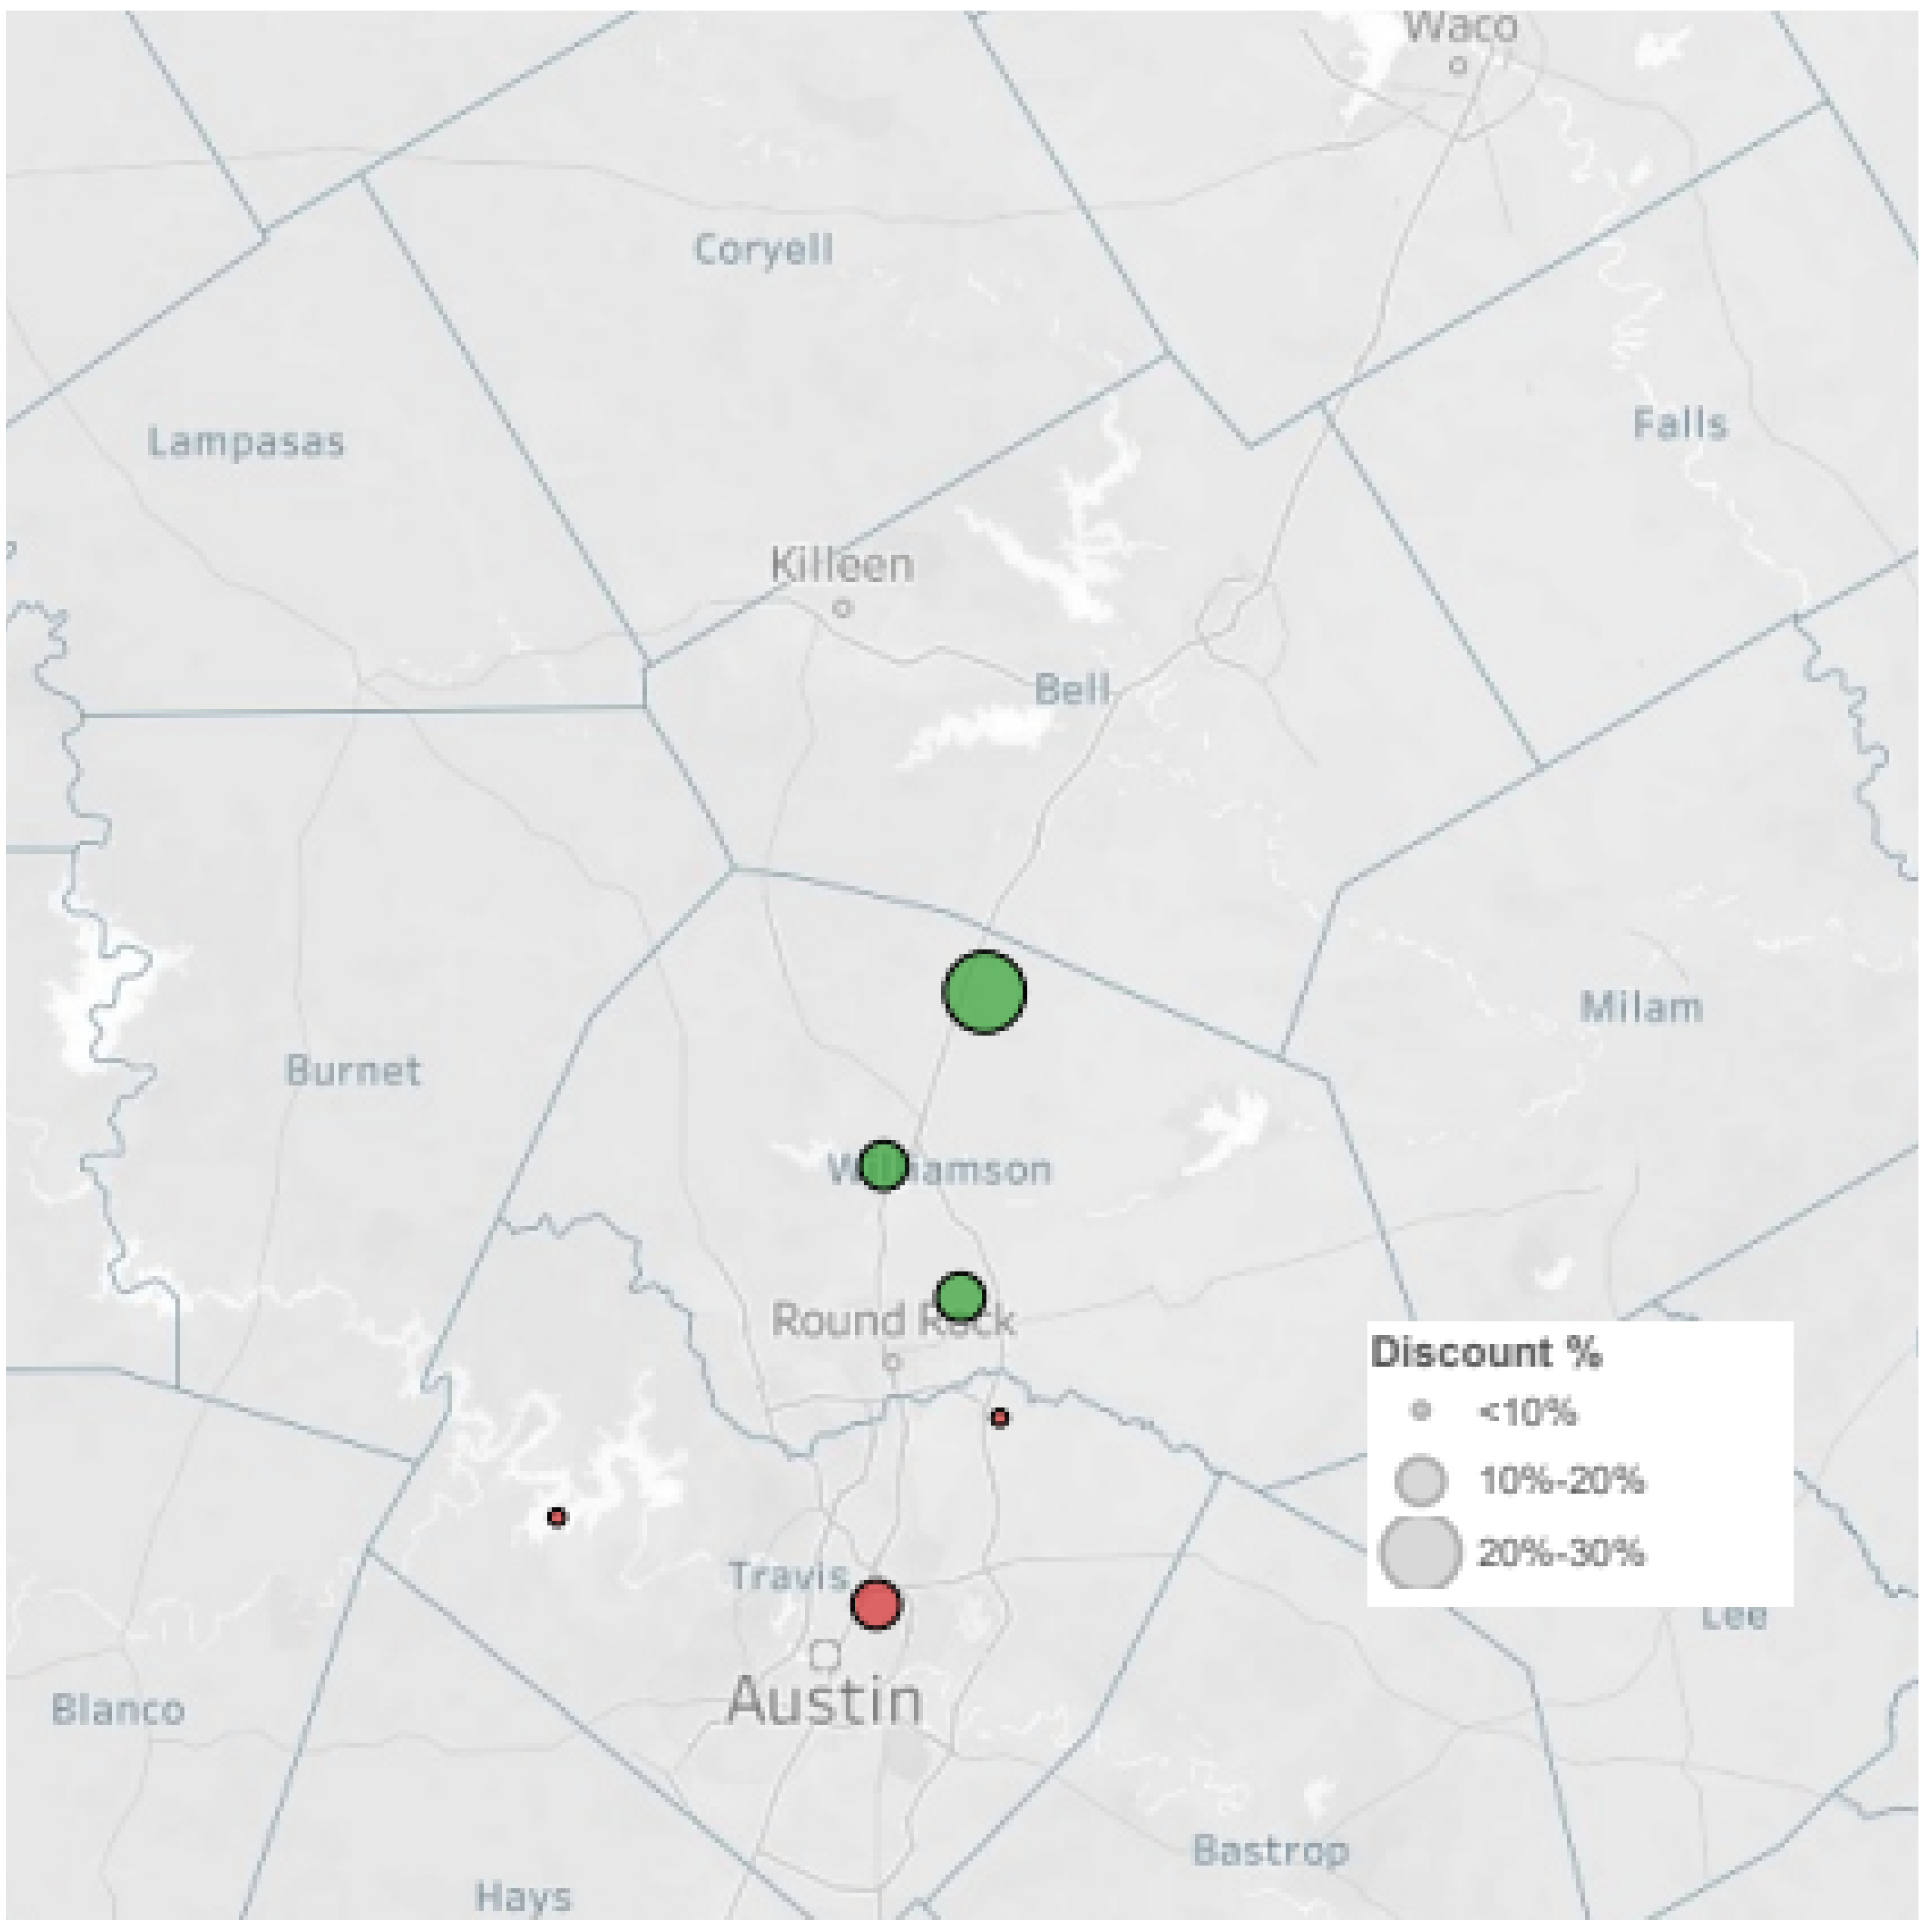 Waco
Coryell
Lampasas
Falls
Killeen
Bell
Milam
Burnet
Williamson
Round Rock
Discount %
<10%
10%-20%
20%-30%
Travis
Lee
Austin
Blanco
Bastrop
Hays